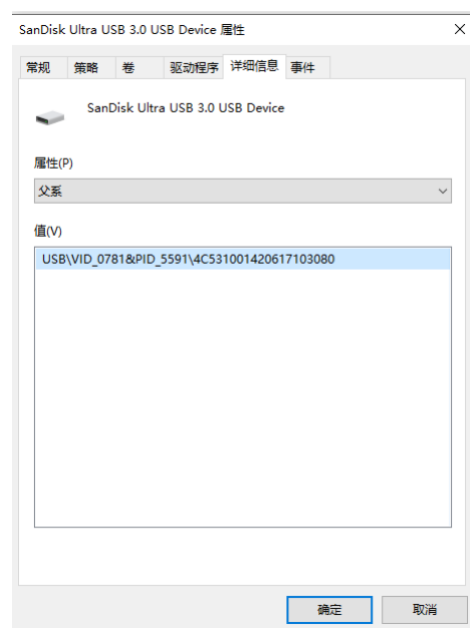 SanDisk Ultra USB 3.0 USB Device 属性
常规 策略 卷 驱动程序 详细信息 事件
SanDisk Ultra USB 3.0 USB Device
属性(P)
父系
值(V)
USB\VID_0781&PID_5591\4C531001420617103080
确定 取消